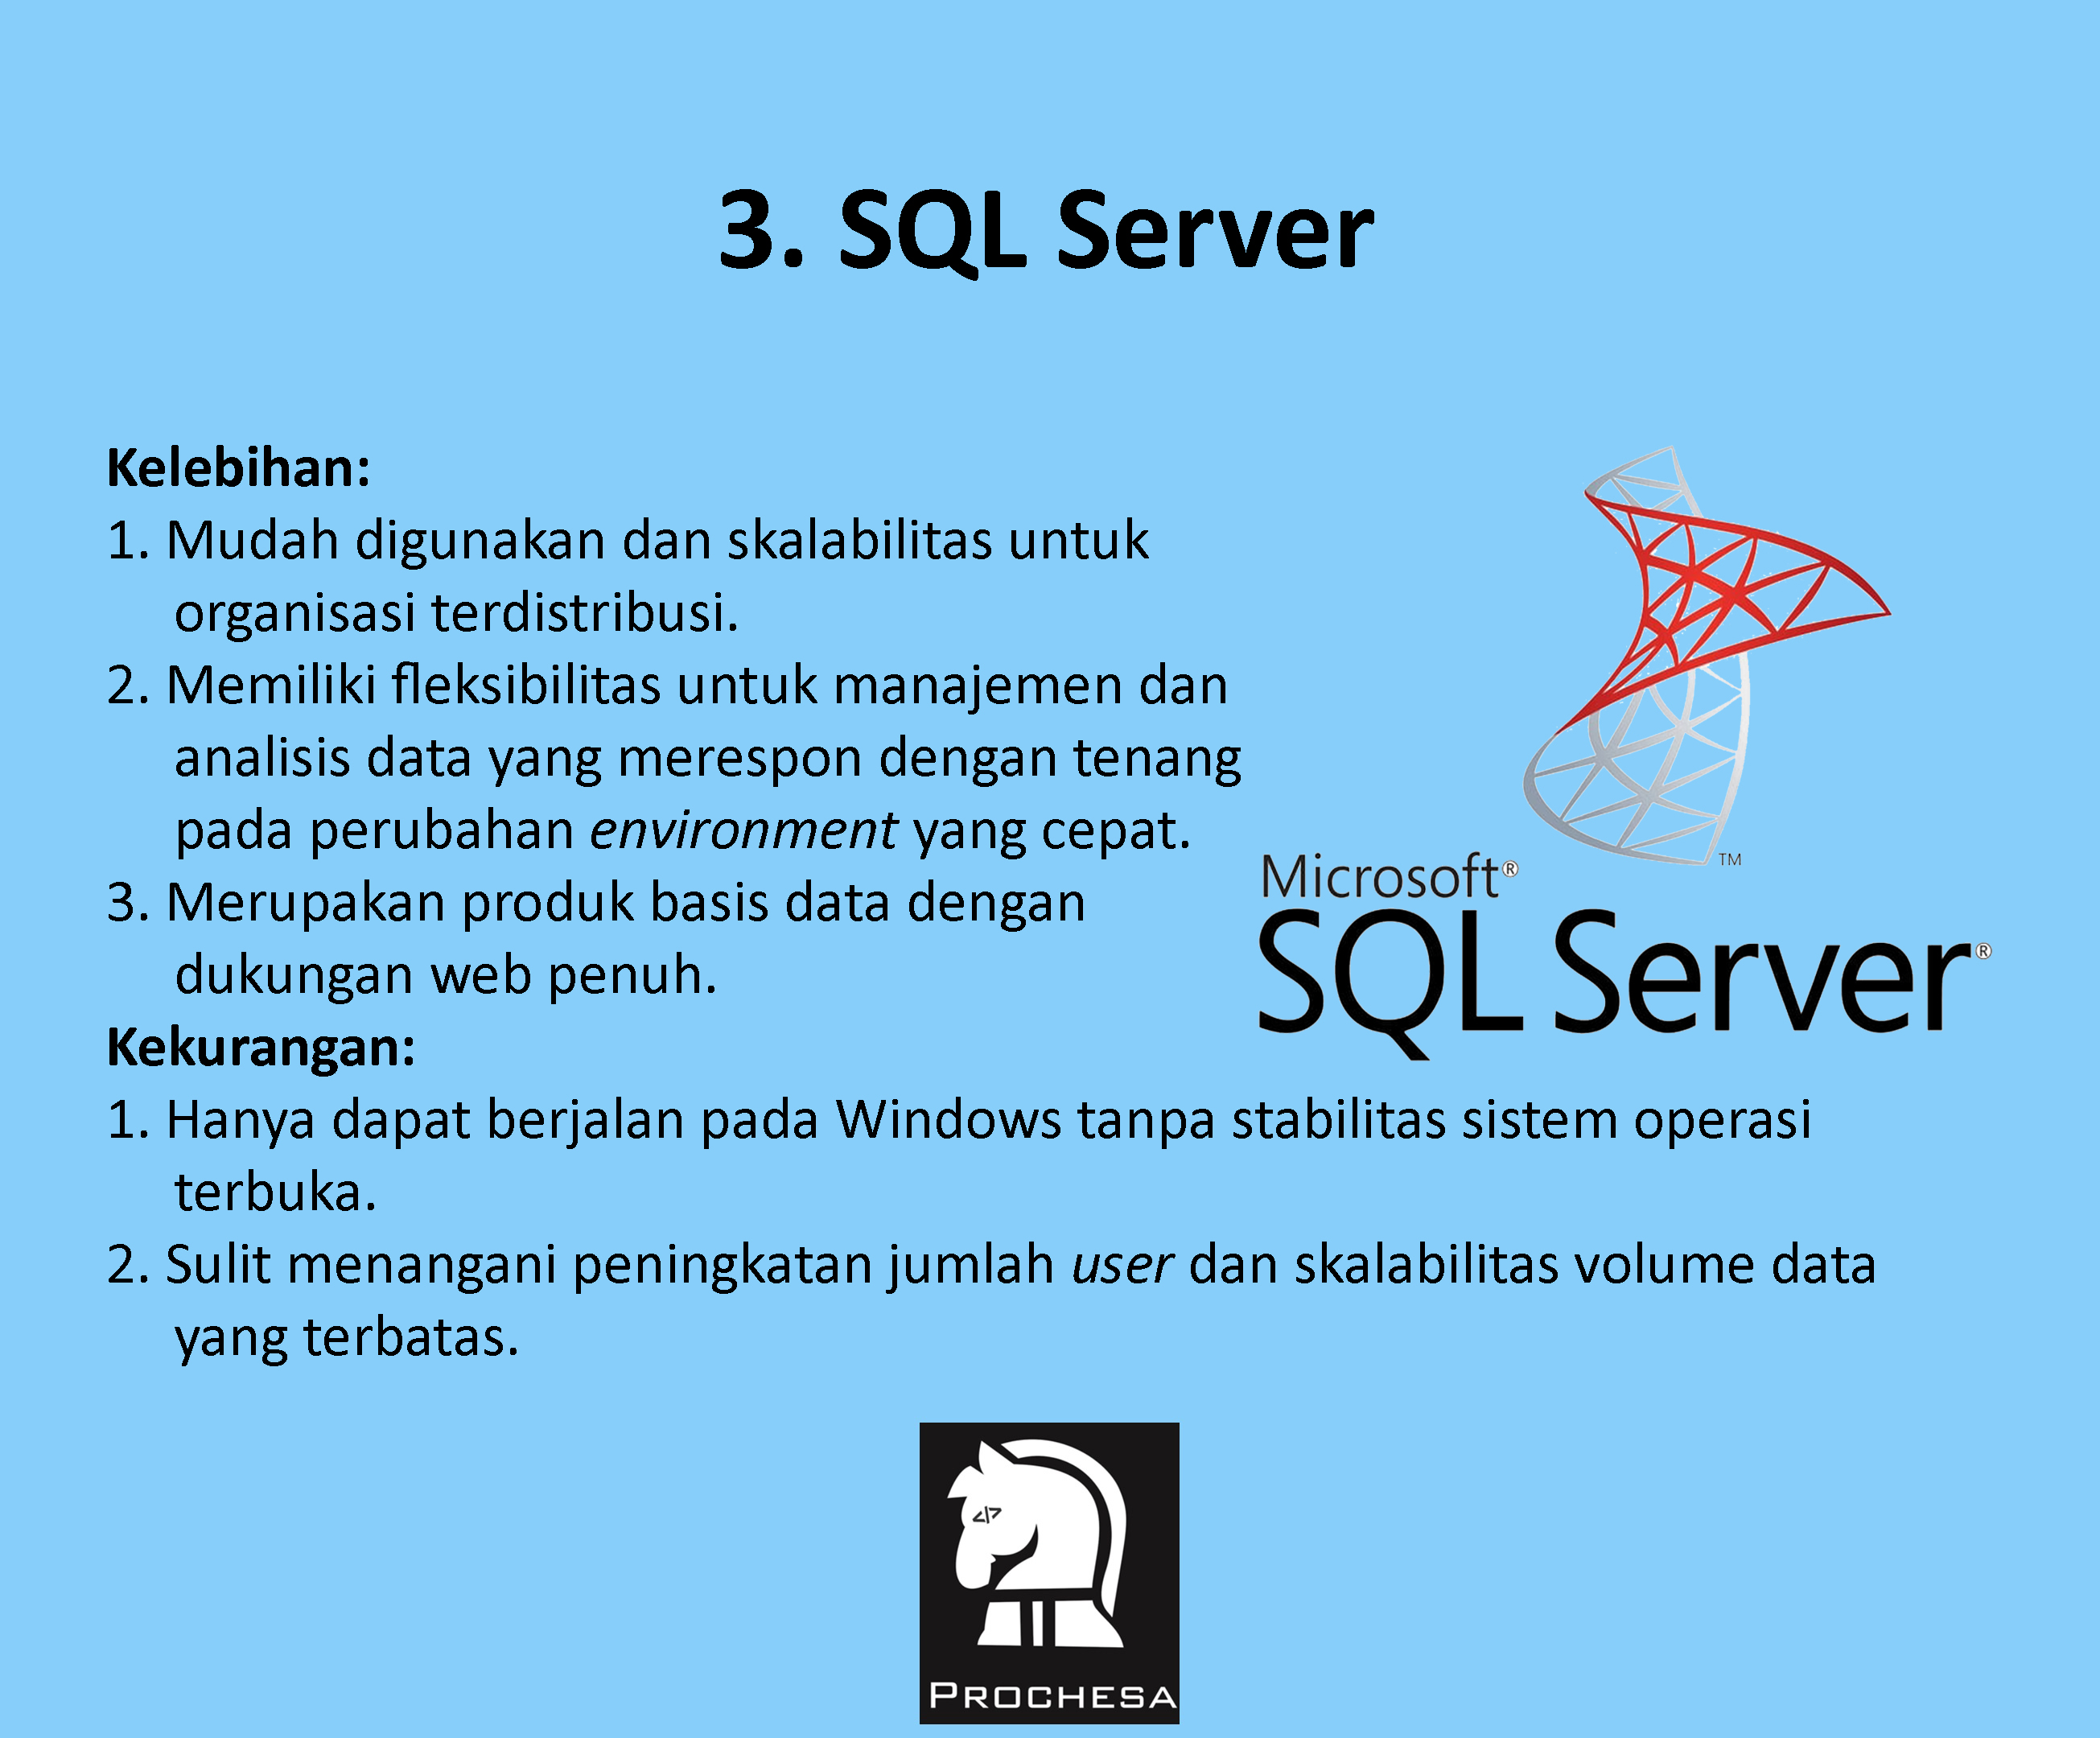 3. SQL Server
Kelebihan:
1. Mudah digunakan dan skalabilitas untuk
organisasi terdistribusi.
2. Memiliki fleksibilitas untuk manajemen dan
analisis data yang merespon dengan tenang
pada perubahan environment yang cepat.
3. Merupakan produk basis data dengan
dukungan web penuh.
TM
Microsoft®
SQL Server®
Kekurangan:
1. Hanya dapat berjalan pada Windows tanpa stabilitas sistem operasi
terbuka.
2. Sulit menangani peningkatan jumlah user dan skalabilitas volume data
yang terbatas.
</>
PROCHESA